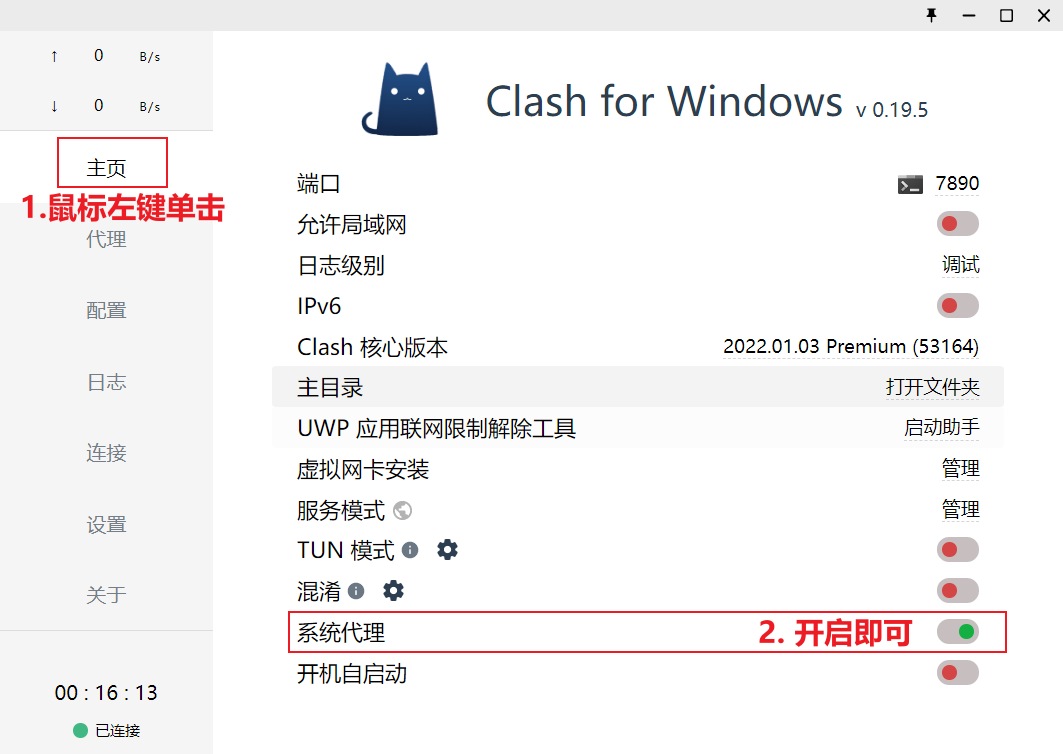 ↑ 0 B/s
↓ 0 B/s
主页
1.鼠标左键单击
代理
配置
日志
连接
设置
关于
00 : 16 : 13
已连接
Clash for Windows v 0.19.5
端口 7890
允许局域网
日志级别 调试
IPv6
Clash 核心版本 2022.01.03 Premium (53164)
主目录 打开文件夹
UWP 应用联网限制解除工具 启动助手
虚拟网卡安装 管理
服务模式 管理
TUN 模式
混淆
系统代理 2. 开启即可
开机自启动